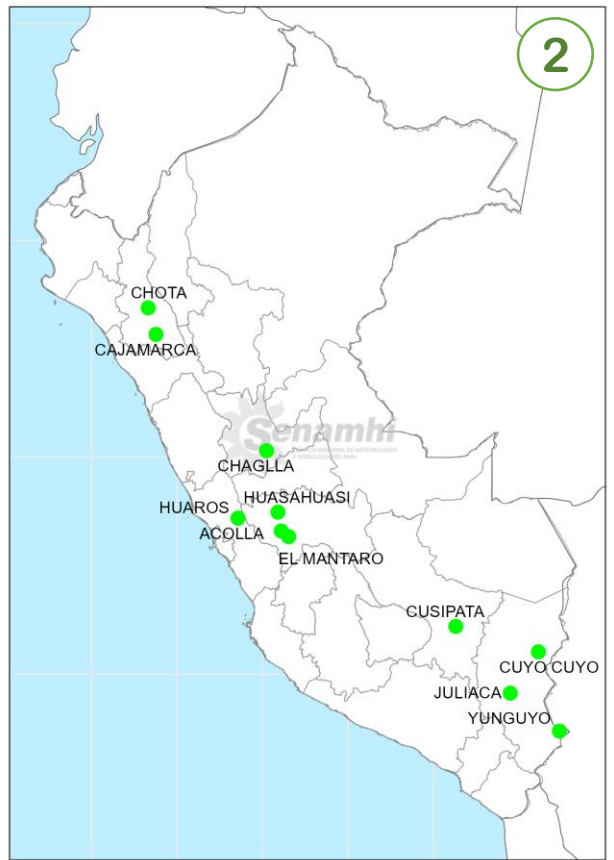 2
CHOTA
CAJAMARCA
Senamhi
CHAGLLA
HUASAHUASI
HUAROS
ACOLLA
EL MANTARO
CUSIPATA
CUYO CUYO
JULIACA
YUNGUYO